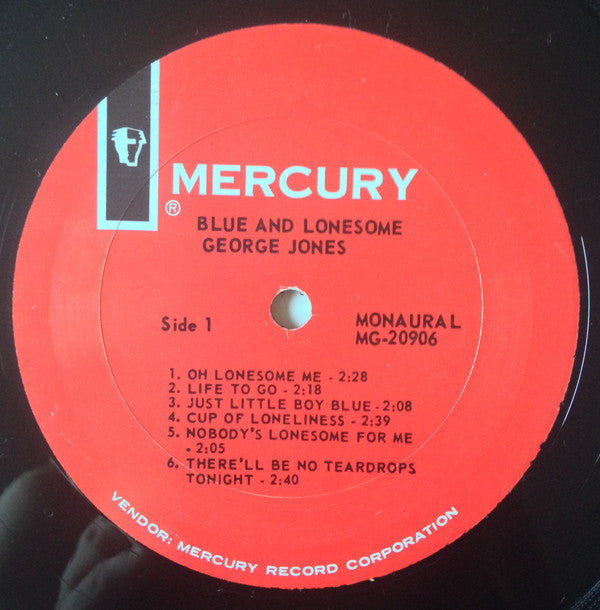 MERCURY
®
BLUE AND LONESOME
GEORGE JONES
Side 1
MONAURAL
MG-20906
1. OH LONESOME ME - 2:28
2. LIFE TO GO - 2:18
3. JUST LITTLE BOY BLUE - 2:08
4. CUP OF LONELINESS - 2:39
5. NOBODY'S LONESOME FOR ME
- 2:05
6. THERE'LL BE NO TEARDROPS
TONIGHT - 2:40
VENDOR: MERCURY RECORD CORPORATION